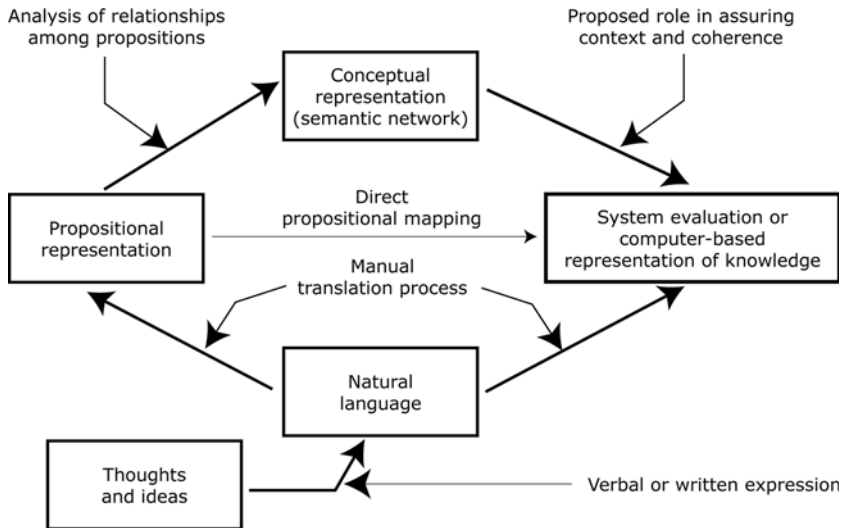 Analysis of relationships
among propositions
Proposed role in assuring
context and coherence
Conceptual
representation
(semantic network)
Propositional
representation
Direct
propositional mapping
System evaluation or
computer-based
representation of knowledge
Manual
translation process
Natural
language
Thoughts
and ideas
Verbal or written expression